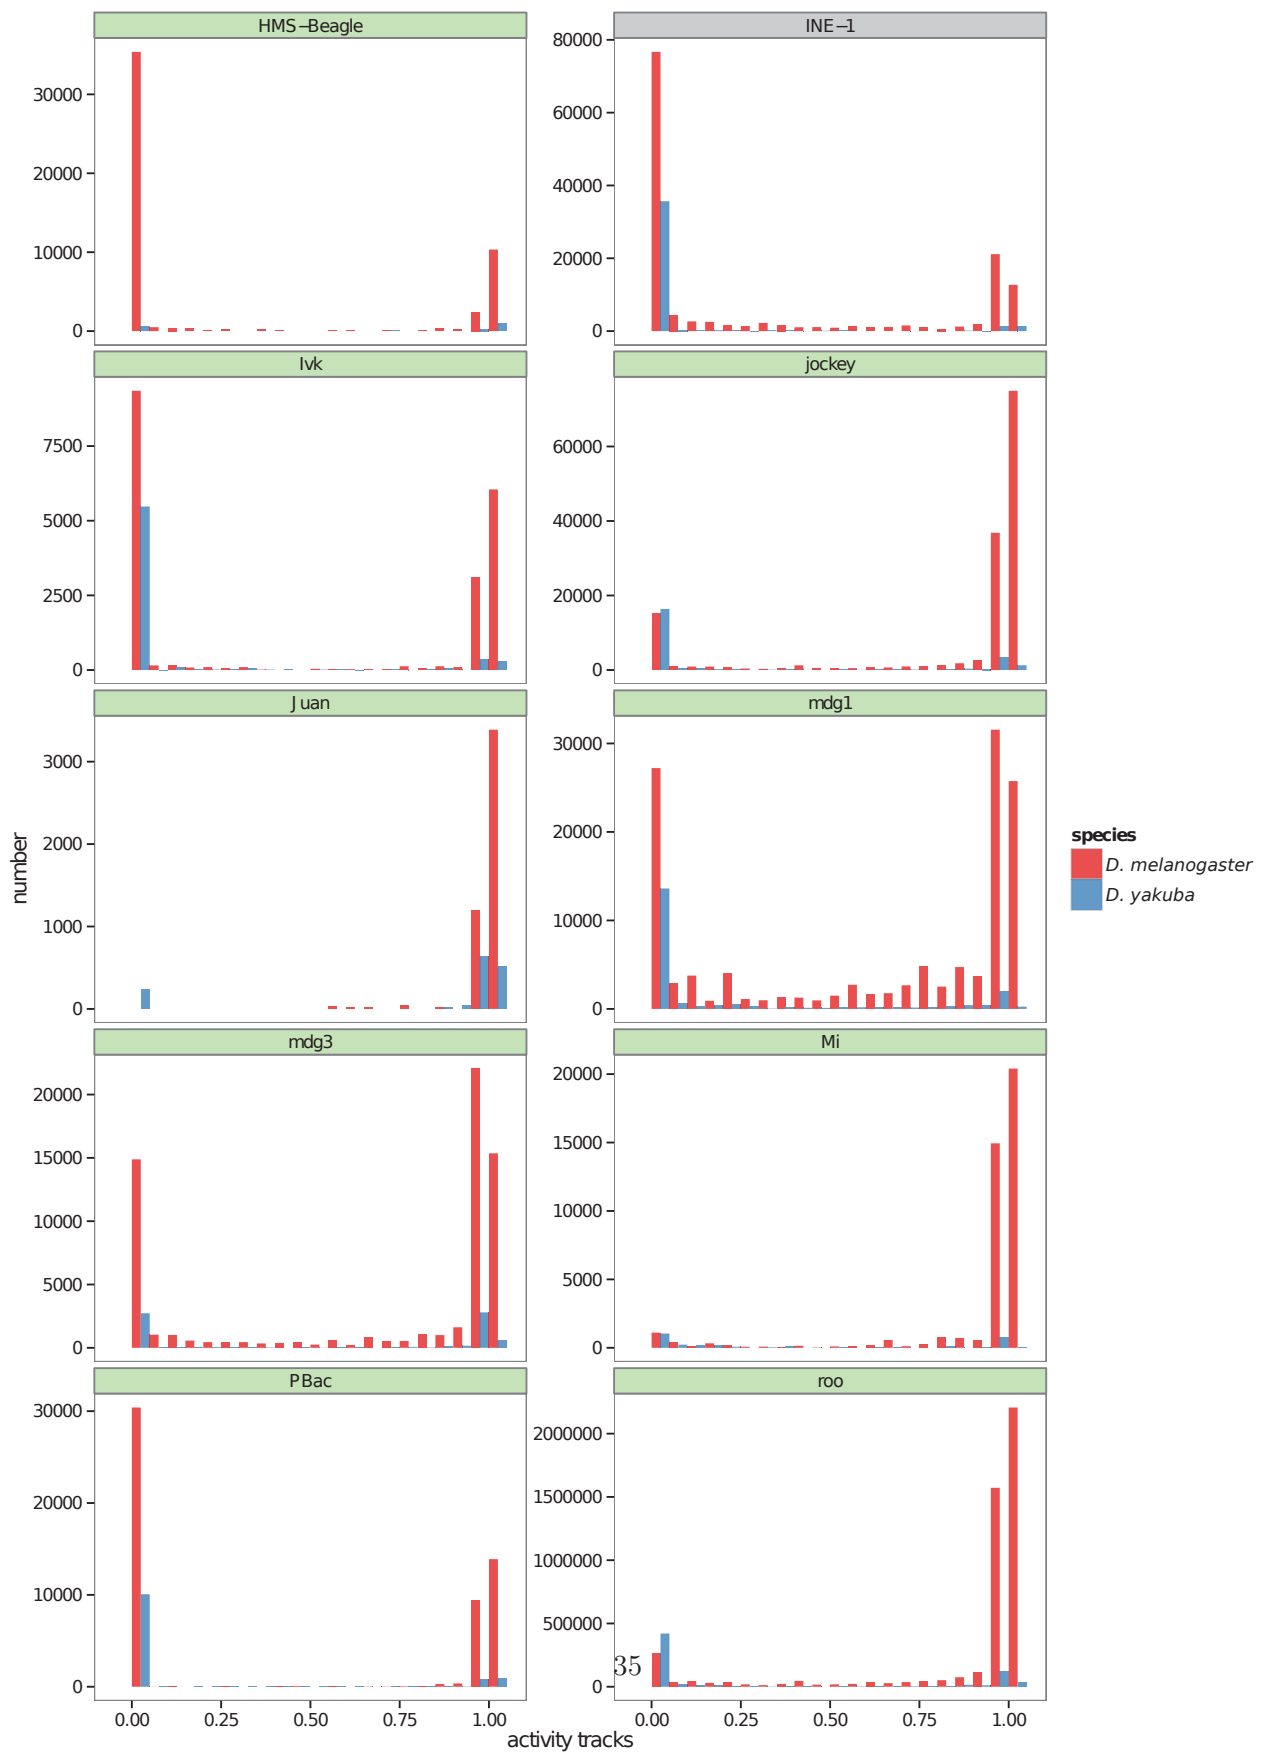 HMS−Beagle
INE−1
30000
20000
10000
0
80000
60000
40000
20000
0
Ivk
jockey
7500
5000
2500
0
60000
40000
20000
0
Juan
mdg1
3000
2000
1000
0
30000
20000
10000
0
mdg3
Mi
20000
15000
10000
5000
0
20000
15000
10000
5000
0
PBac
roo
30000
20000
10000
0
2000000
1500000
1000000
500000
0
35
0.00 0.25 0.50 0.75 1.00
0.00 0.25 0.50 0.75 1.00
activity tracks
number
species
D. melanogaster
D. yakuba